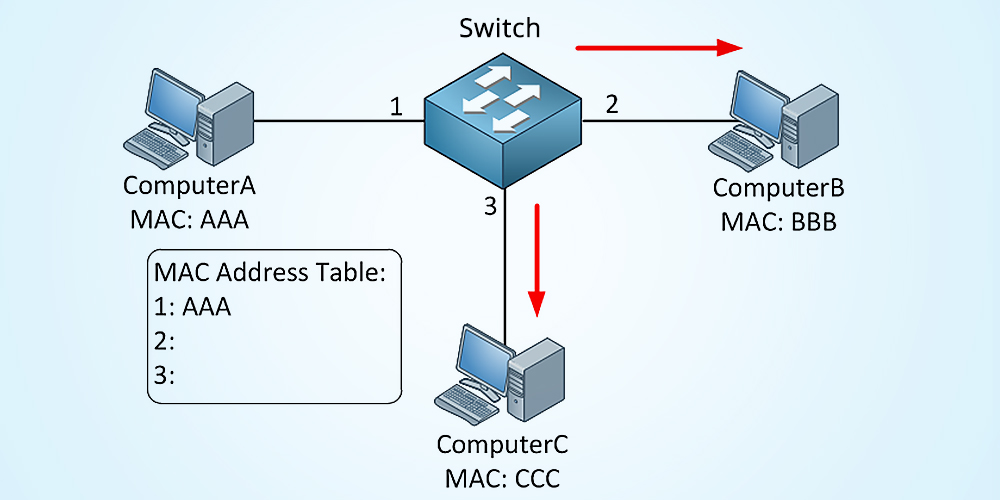 Switch
1
2
ComputerA
MAC: AAA
ComputerB
MAC: BBB
3
MAC Address Table:
1: AAA
2:
3:
ComputerC
MAC: CCC